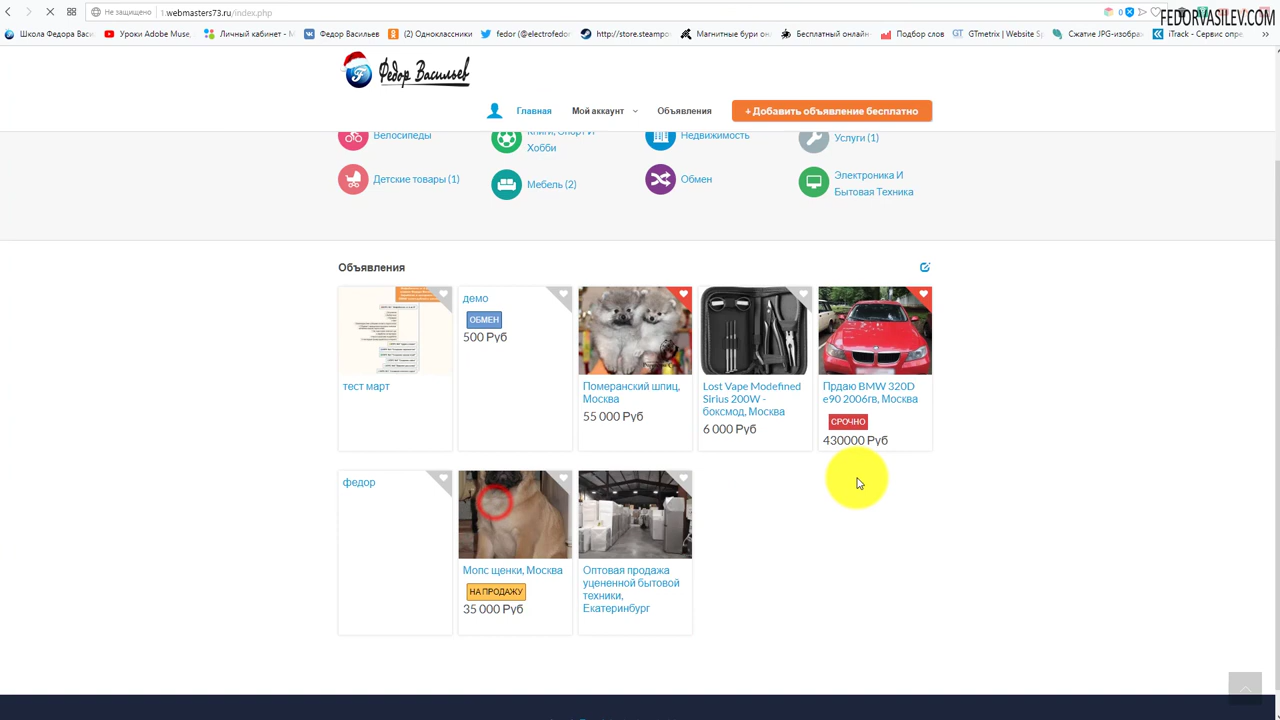 Не защищено
1.webmasters73.ru/index.php
0
FEDORVASILEV.COM
Школа Федора Васи
Уроки Adobe Muse,
Личный кабинет - М
Федор Васильев
(2) Одноклассники
fedor (@electrofedor
http://store.steampo
Магнитные бури он
Бесплатный онлайн
Подбор слов
GTmetrix | Website Sp
Сжатие JPG-изобра
iTrack - Сервис опре
Федор Васильев
Главная
Мой аккаунт
Объявления
+ Добавить объявление бесплатно
Велосипеды
Книги, Спорт И
Хобби
Недвижимость
Услуги (1)
Детские товары (1)
Мебель (2)
Обмен
Электроника И
Бытовая Техника
Объявления
тест март
демо
ОБМЕН
500 Руб
Померанский шпиц,
Москва
55 000 Руб
Lost Vape Modefined
Sirius 200W -
боксмод, Москва
6 000 Руб
Прдаю BMW 320D
e90 2006гв, Москва
СРОЧНО
430000 Руб
федор
Мопс щенки, Москва
НА ПРОДАЖУ
35 000 Руб
Оптовая продажа
уцененной бытовой
техники,
Екатеринбург